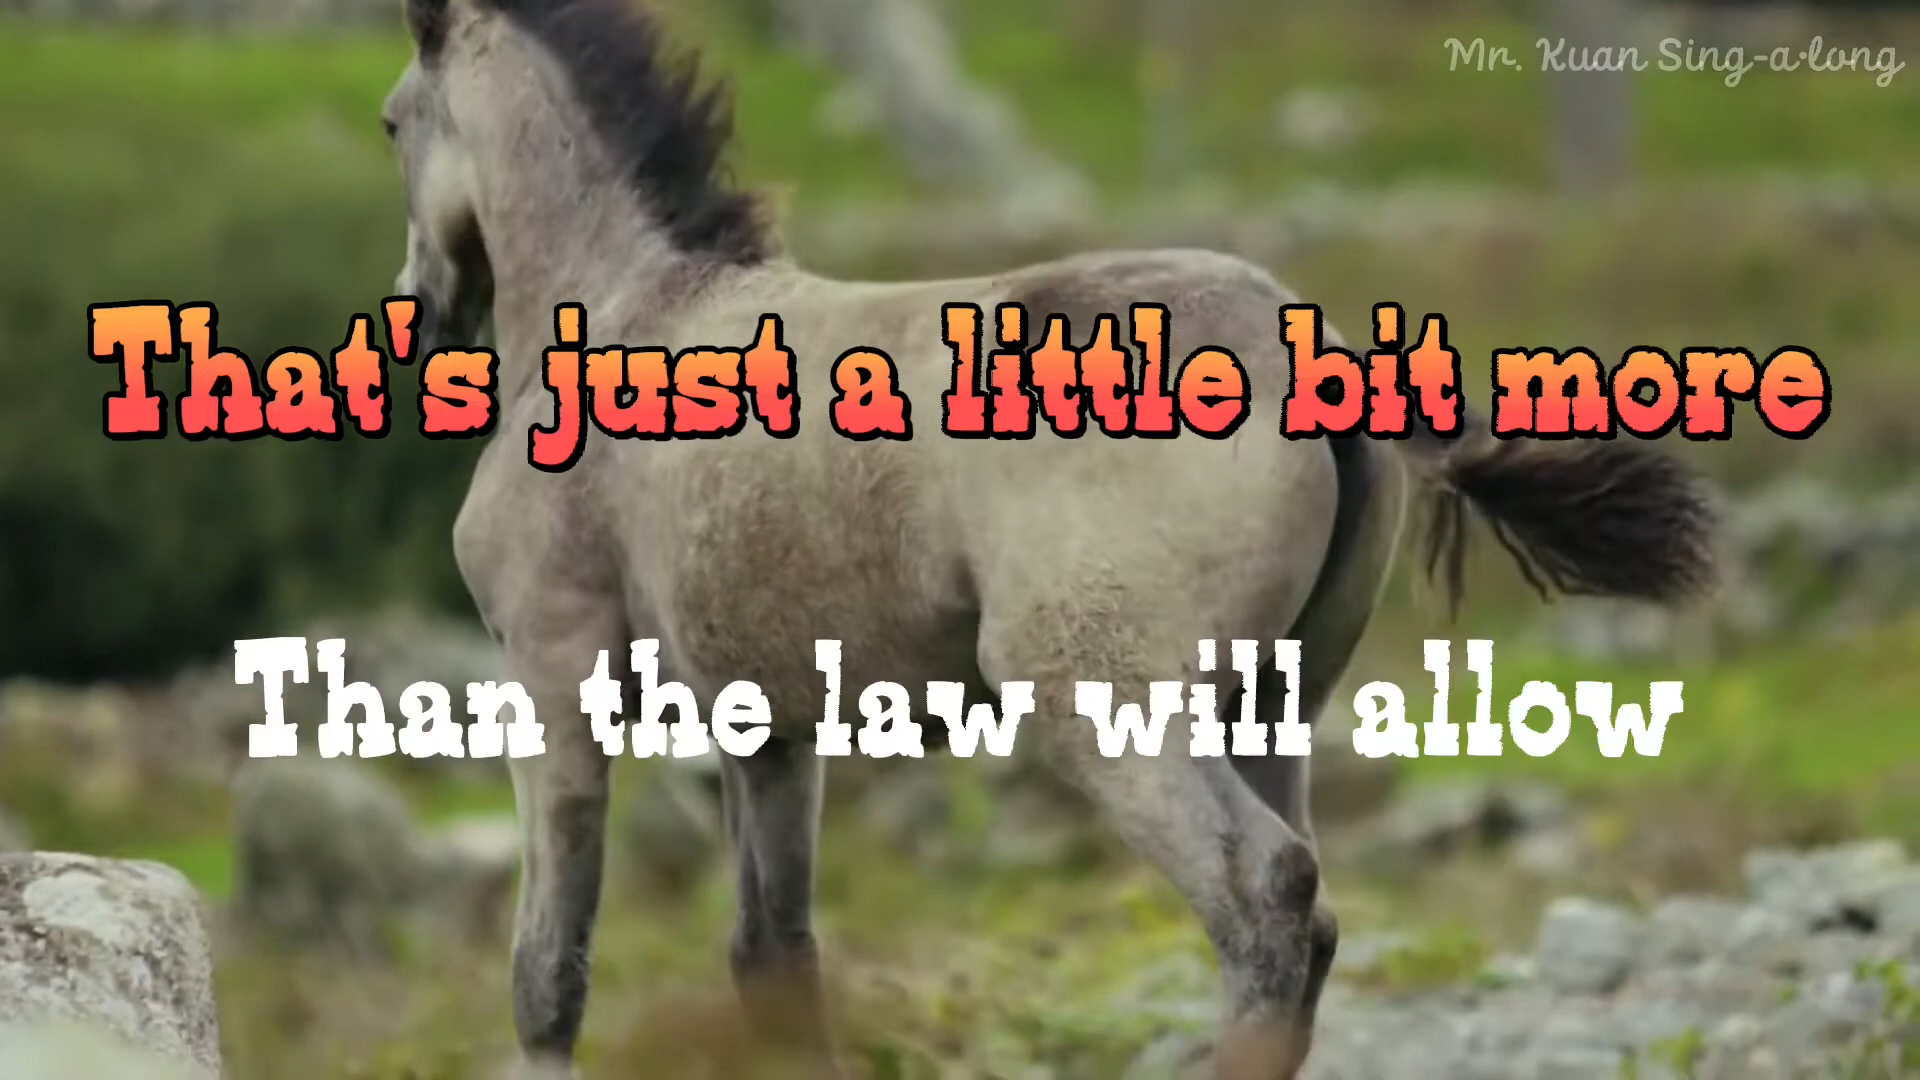 Mr. Kuan Sing-a-long
That's just a little bit more
Than the law will allow